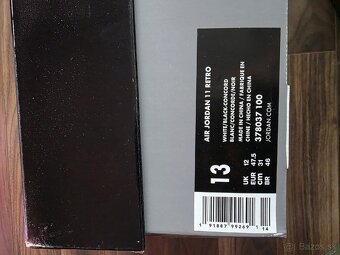 AIR JORDAN 11 RETRO
WHITE/BLACK-CONCORD
BLANC/CONCORDE/NOIR
MADE IN CHINA / FABRIQUE EN
CHINE / HECHO EN CHINA
378037 100
JORDAN.COM
13
UK 12
EUR 47.5
cm 31
BR 46